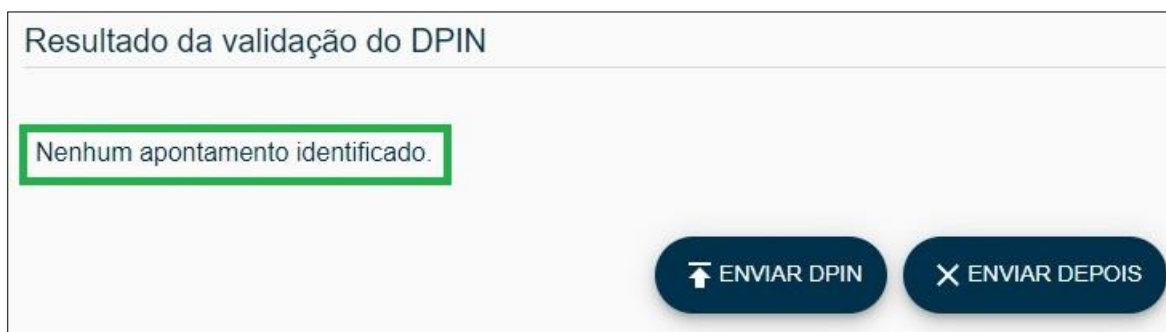 Resultado da validação do DPIN
Nenhum apontamento identificado.
ENVIAR DPIN
ENVIAR DEPOIS